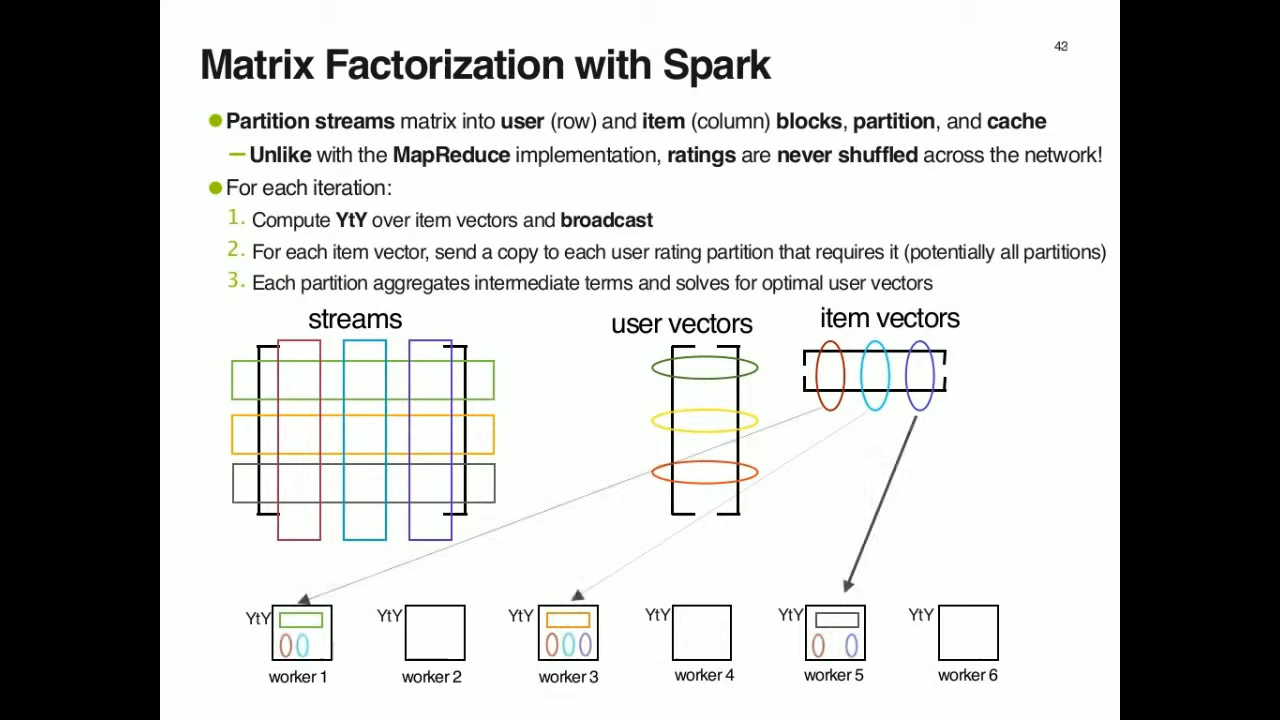 42
Matrix Factorization with Spark
Partition streams matrix into user (row) and item (column) blocks, partition, and cache
– Unlike with the MapReduce implementation, ratings are never shuffled across the network!
For each iteration:
1. Compute YtY over item vectors and broadcast
2. For each item vector, send a copy to each user rating partition that requires it (potentially all partitions)
3. Each partition aggregates intermediate terms and solves for optimal user vectors
streams
user vectors
item vectors
YtY
YtY
YtY
YtY
YtY
YtY
worker 1
worker 2
worker 3
worker 4
worker 5
worker 6